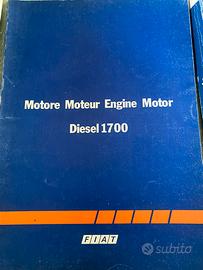 Motore Moteur Engine Motor
Diesel 1700
FIAT
subito